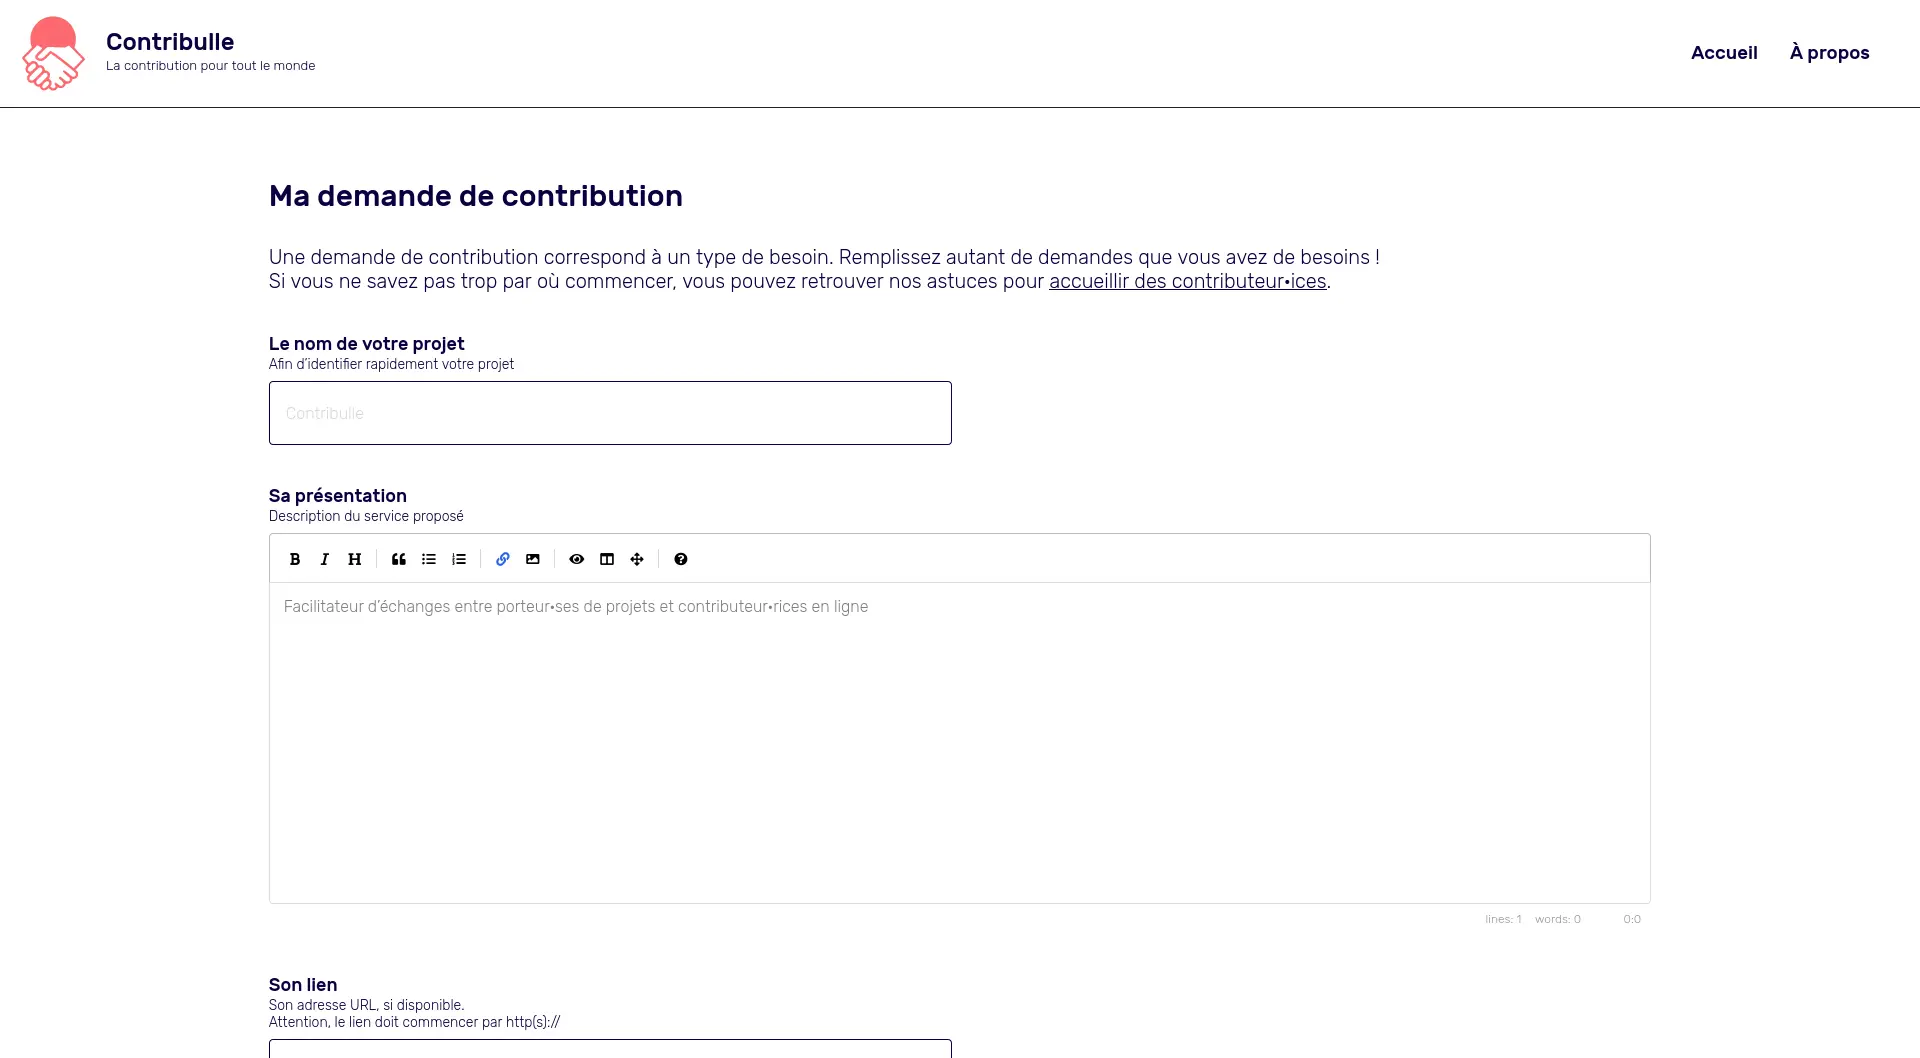 Contribulle
La contribution pour tout le monde
Accueil
À propos
Ma demande de contribution
Une demande de contribution correspond à un type de besoin. Remplissez autant de demandes que vous avez de besoins !
Si vous ne savez pas trop par où commencer, vous pouvez retrouver nos astuces pour accueillir des contributeur•ices.
Le nom de votre projet
Afin d'identifier rapidement votre projet
Contribulle
Sa présentation
Description du service proposé
Facilitateur d'échanges entre porteur•ses de projets et contributeur•rices en ligne
lines: 1 words: 0 0:0
Son lien
Son adresse URL, si disponible.
Attention, le lien doit commencer par http(s)://